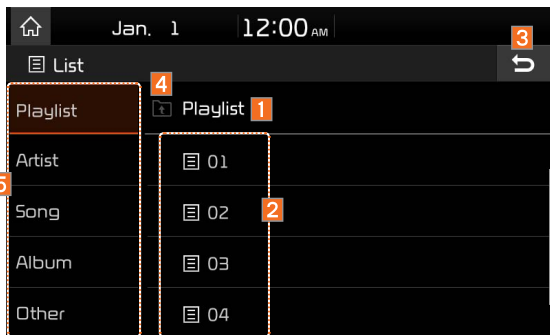 Jan. 1 12:00 AM
3
List
4
Playlist
Playlist 1
Artist
01
5
Song
02 2
Album
03
Other
04